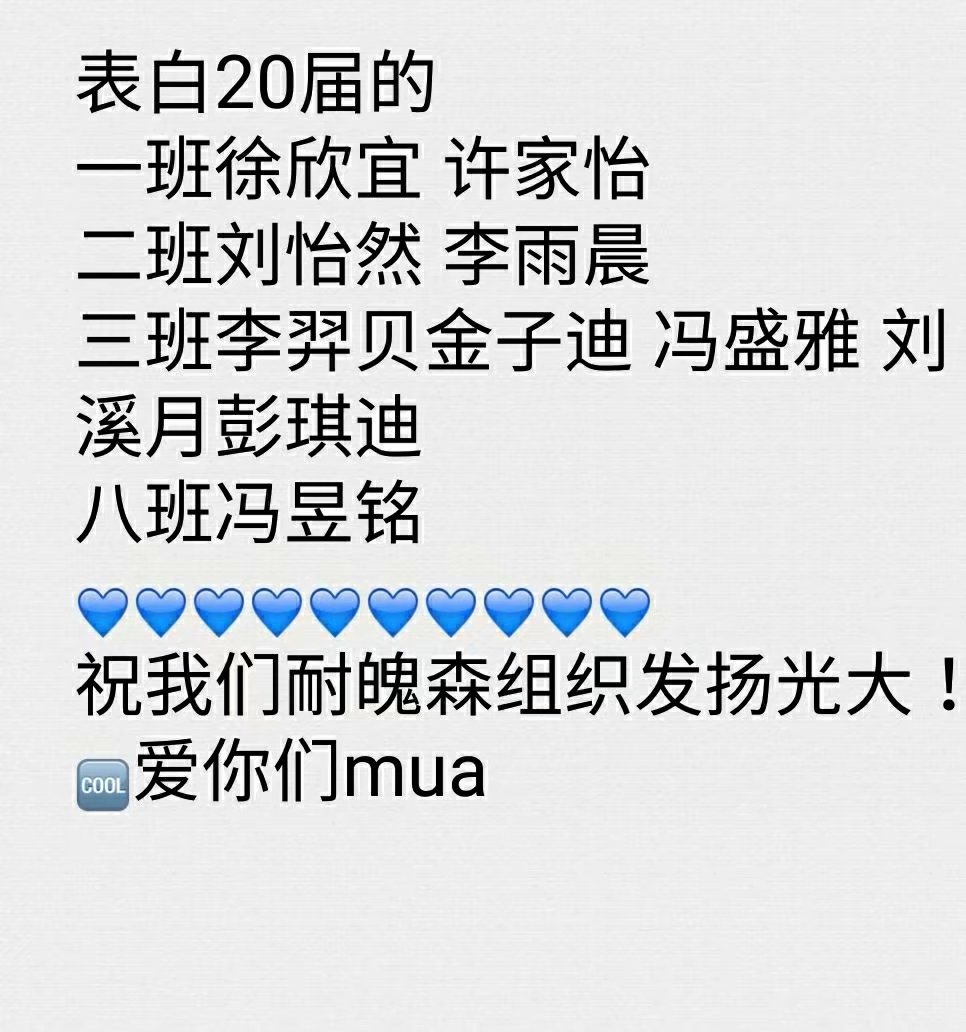 表白20届的
一班徐欣宜 许家怡
二班刘怡然 李雨晨
三班李羿贝金子迪 冯盛雅 刘
溪月彭琪迪
八班冯昱铭
💙💙💙💙💙💙💙💙💙💙
祝我们耐魄森组织发扬光大！
🆒爱你们mua